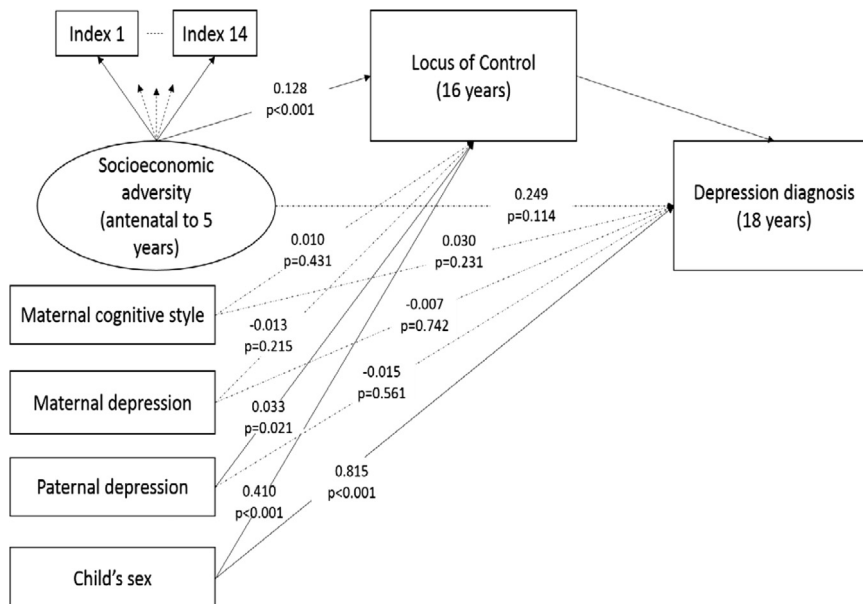 Index 1
Index 14
Locus of Control
(16 years)
0.128
p<0.001
Socioeconomic
adversity
(antenatal to 5
years)
Depression diagnosis
(18 years)
0.249
p=0.114
0.010
p=0.431
0.030
p=0.231
Maternal cognitive style
-0.013
p=0.215
-0.007
p=0.742
Maternal depression
-0.015
p=0.561
0.033
p=0.021
Paternal depression
0.815
p<0.001
0.410
p<0.001
Child's sex